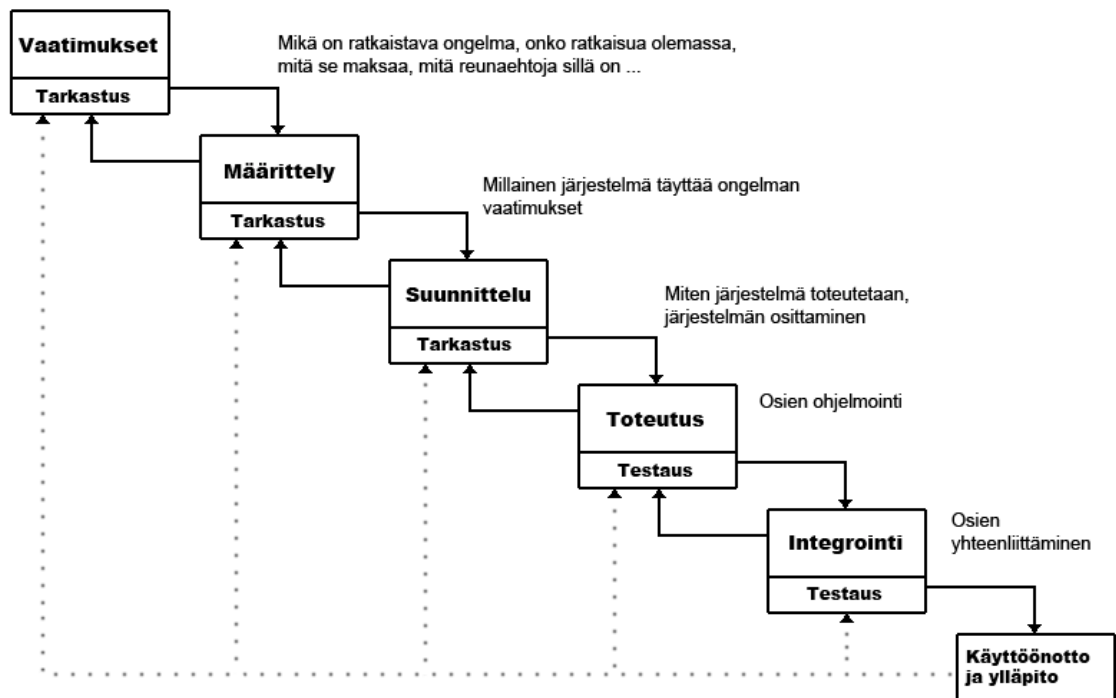 Vaatimukset
Tarkastus
Mikä on ratkaistava ongelma, onko ratkaisua olemassa,
mitä se maksaa, mitä reunaehtoja sillä on ...
Määrittely
Tarkastus
Millainen järjestelmä täyttää ongelman
vaatimukset
Suunnittelu
Tarkastus
Miten järjestelmä toteutetaan,
järjestelmän osittaminen
Toteutus
Testaus
Osien ohjelmointi
Integrointi
Testaus
Osien
yhteenliittäminen
Käyttöönotto
ja ylläpito